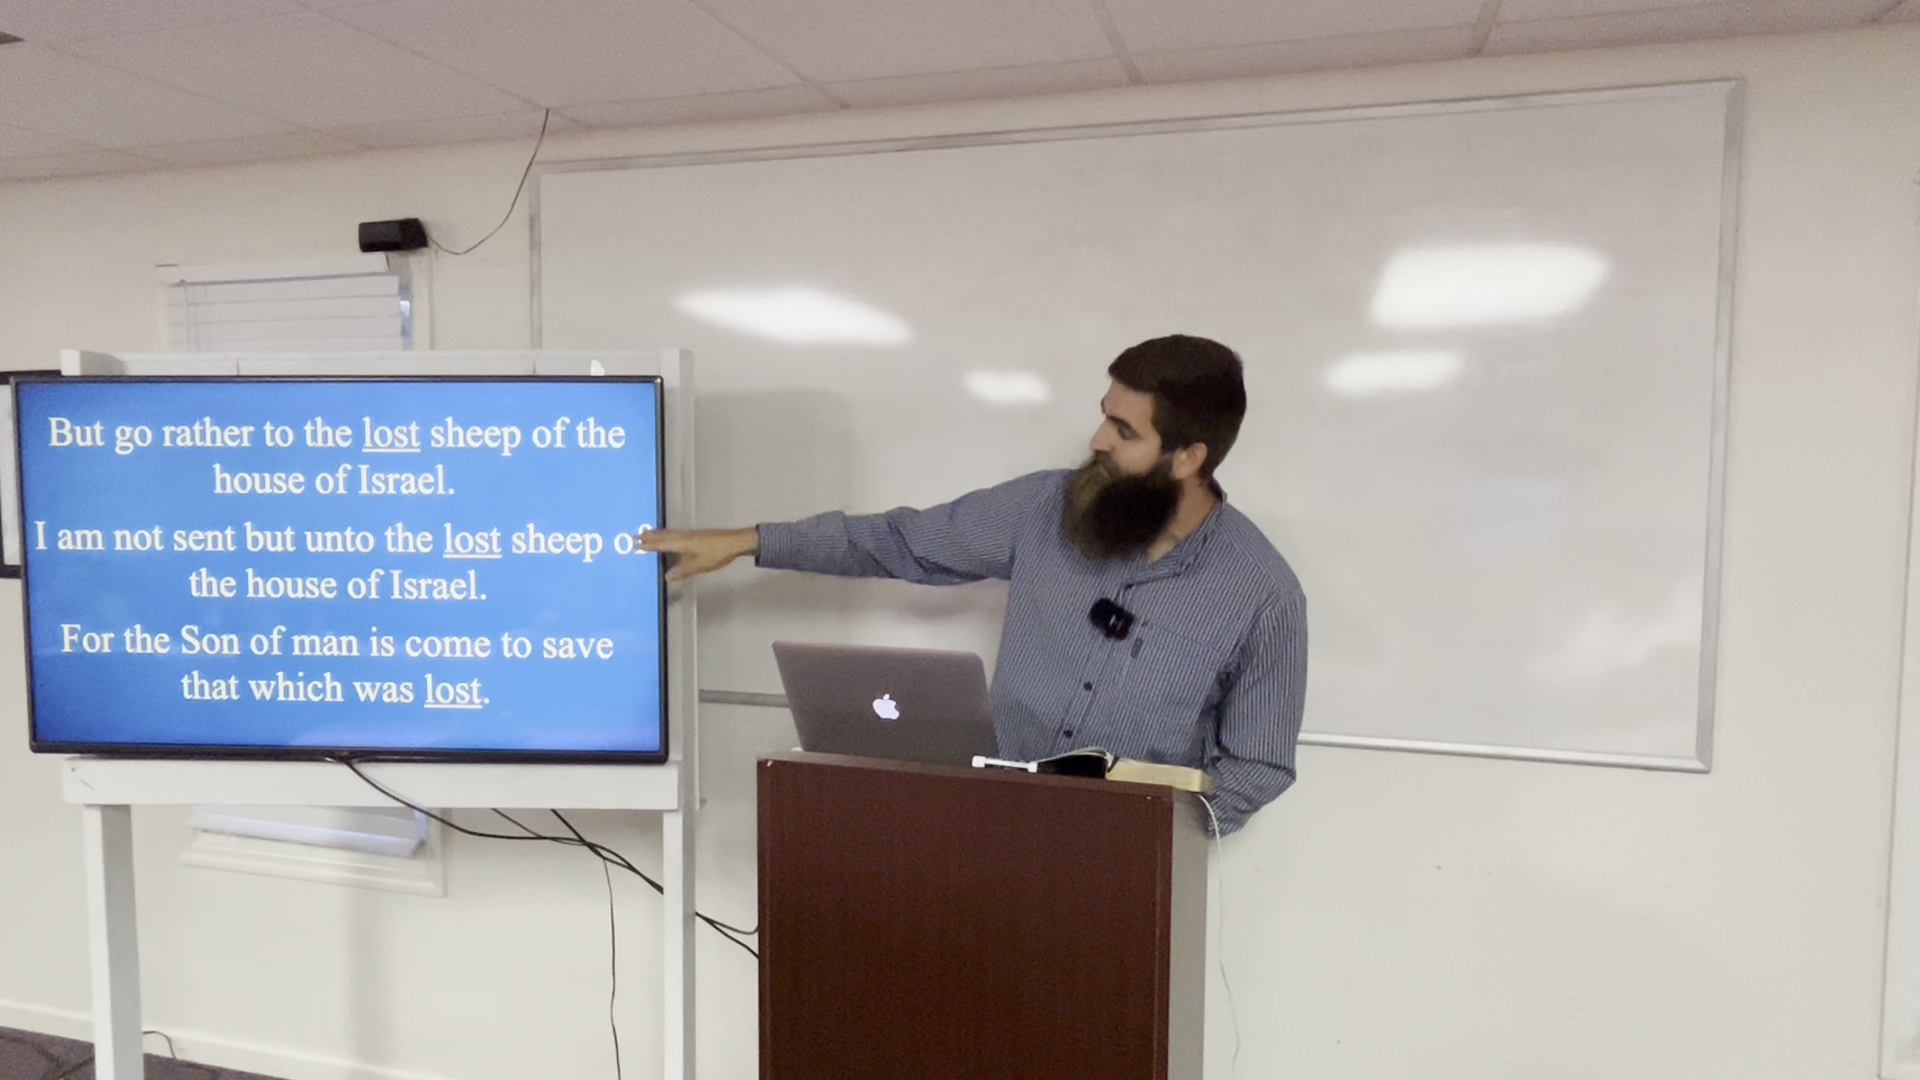 But go rather to the lost sheep of the
house of Israel.
I am not sent but unto the lost sheep of
the house of Israel.
For the Son of man is come to save
that which was lost.